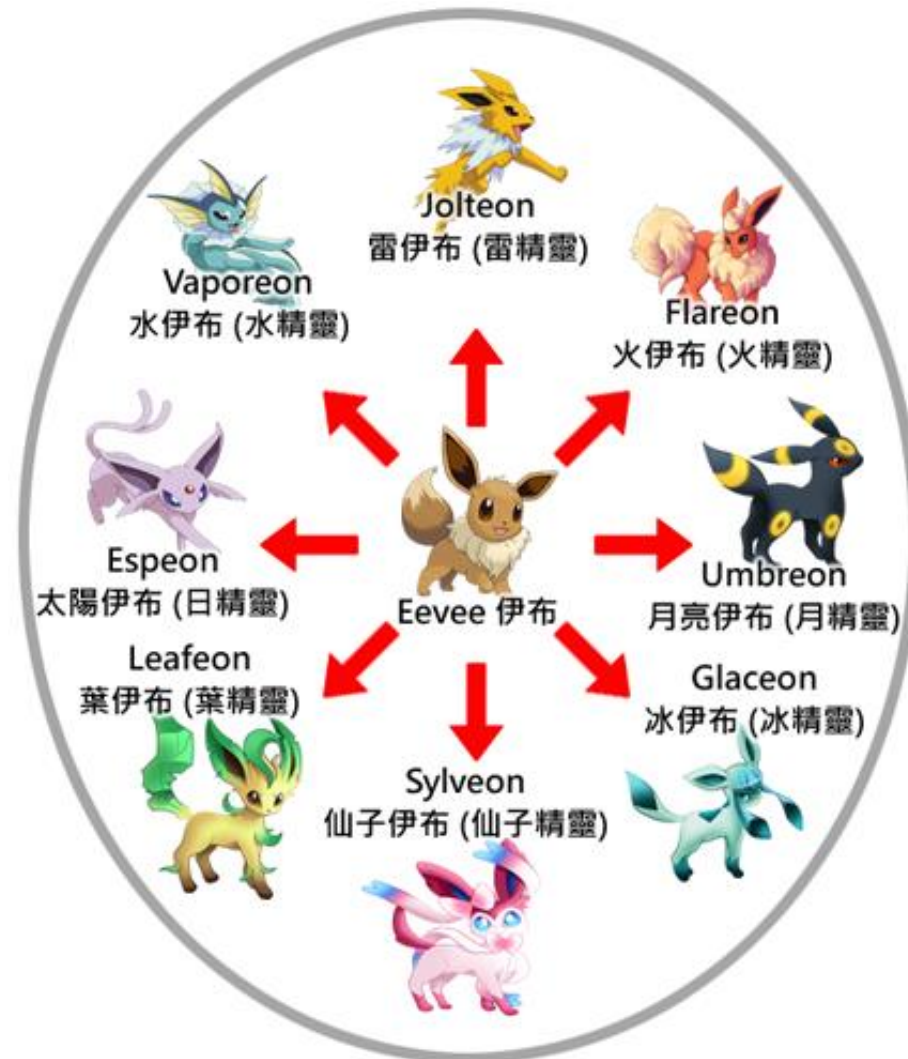 Jolteon
雷伊布 (雷精靈)
Vaporeon
水伊布 (水精靈)
Flareon
火伊布 (火精靈)
Espeon
太陽伊布 (日精靈)
Eevee 伊布
Umbreon
月亮伊布 (月精靈)
Leafeon
葉伊布 (葉精靈)
Glaceon
冰伊布 (冰精靈)
Sylveon
仙子伊布 (仙子精靈)